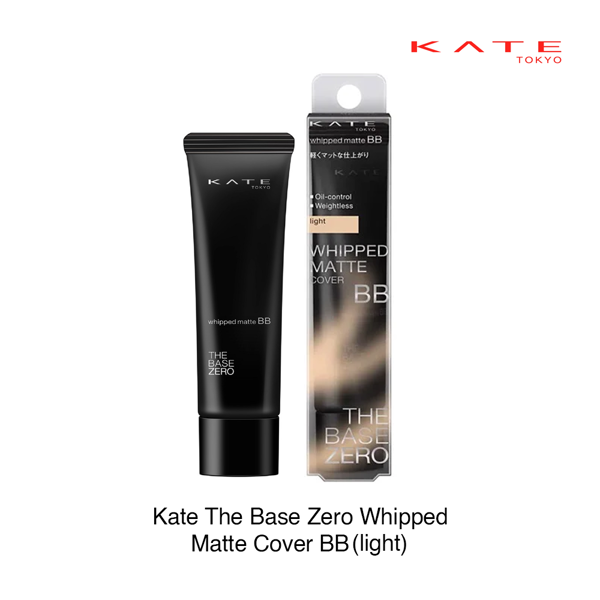 KATE
TOKYO
KATE
TOKYO
whipped matte BB
THE
BASE
ZERO
KATE
TOKYO
whipped matte BB
軽くマットな仕上がり
Oil-control
Weightless
light
WHIPPED
MATTE
COVER
BB
THE
BASE
ZERO
Kate The Base Zero Whipped
Matte Cover BB (light)